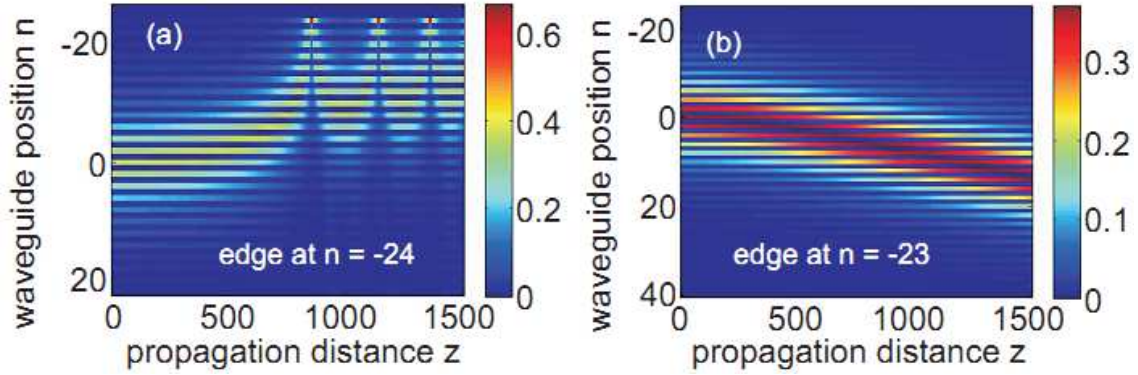 (a)
waveguide position n
-20
0
20
edge at n = -24
0 500 1000 1500
propagation distance z
0.6
0.4
0.2
0
(b)
waveguide position n
-20
0
20
40
edge at n = -23
0 500 1000 1500
propagation distance z
0.3
0.2
0.1
0